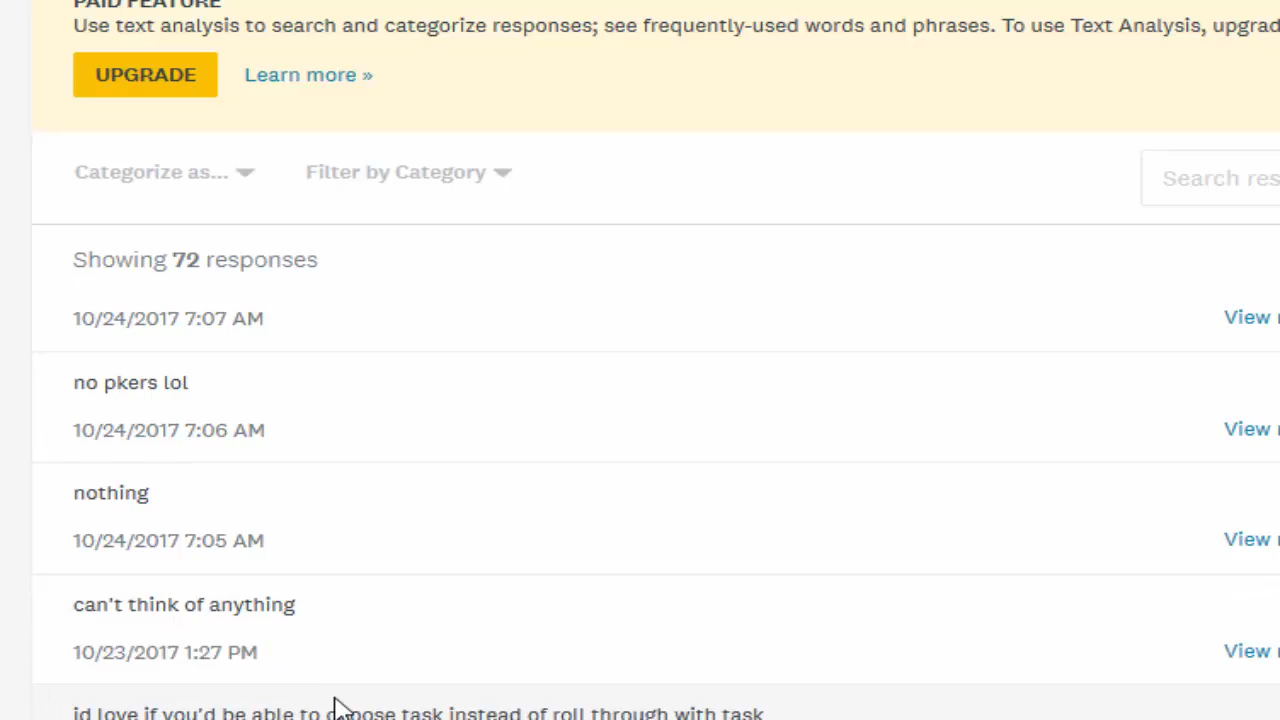 PAID FEATURE
Use text analysis to search and categorize responses; see frequently-used words and phrases. To use Text Analysis, upgrad
UPGRADE Learn more »
Categorize as... Filter by Category Search res
Showing 72 responses
10/24/2017 7:07 AM View
no pkers lol
10/24/2017 7:06 AM View
nothing
10/24/2017 7:05 AM View
can't think of anything
10/23/2017 1:27 PM View
id love if you'd be able to choose task instead of roll through with task